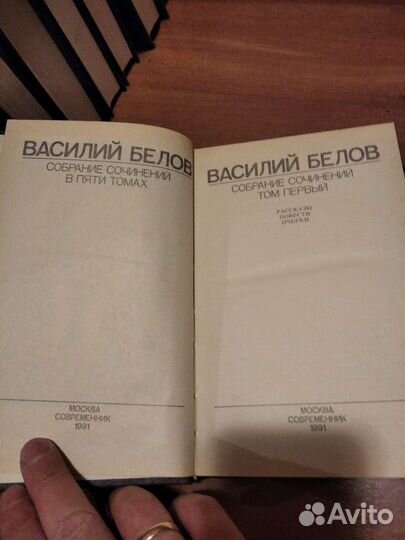 ВАСИЛИЙ БЕЛОВ
СОБРАНИЕ СОЧИНЕНИЙ
В ПЯТИ ТОМАХ
МОСКВА
СОВРЕМЕННИК
1991
ВАСИЛИЙ БЕЛОВ
СОБРАНИЕ СОЧИНЕНИЙ
ТОМ ПЕРВЫЙ
РАССКАЗЫ
ПОВЕСТИ
ОЧЕРКИ
МОСКВА
СОВРЕМЕННИК
1991
Avito